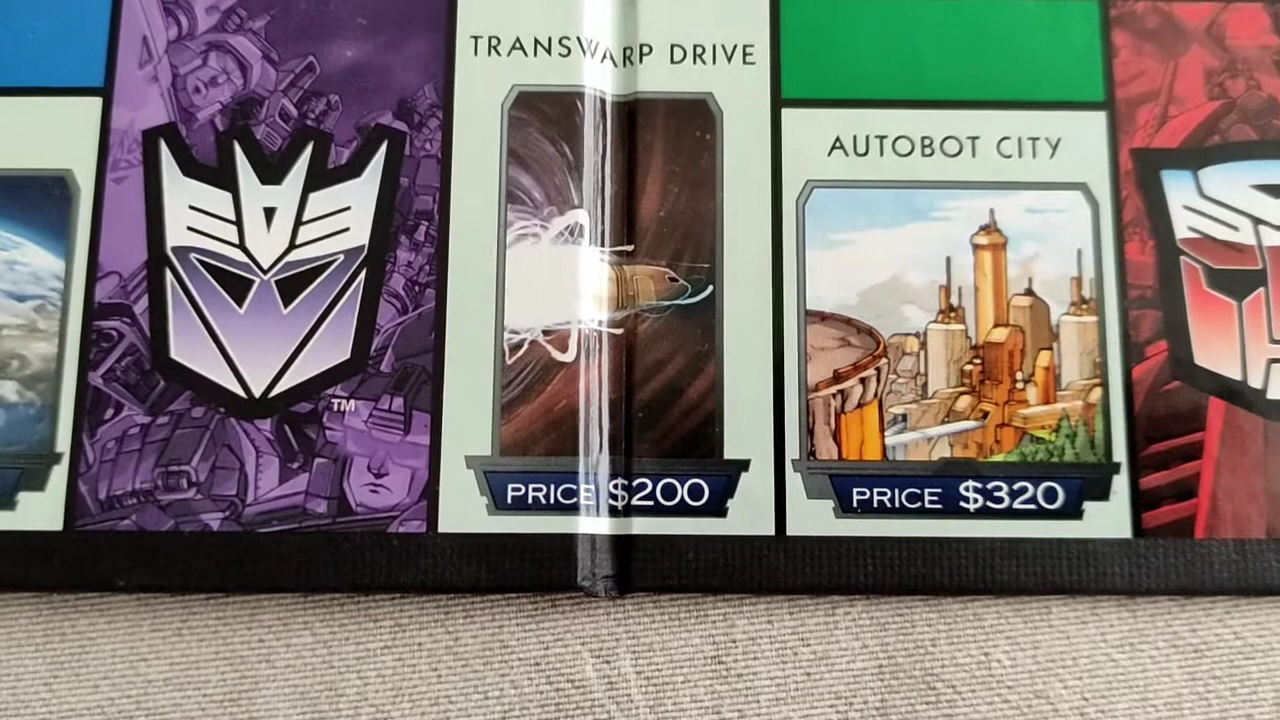 TRANSWARP DRIVE
PRICE $200
AUTOBOT CITY
PRICE $320
TM